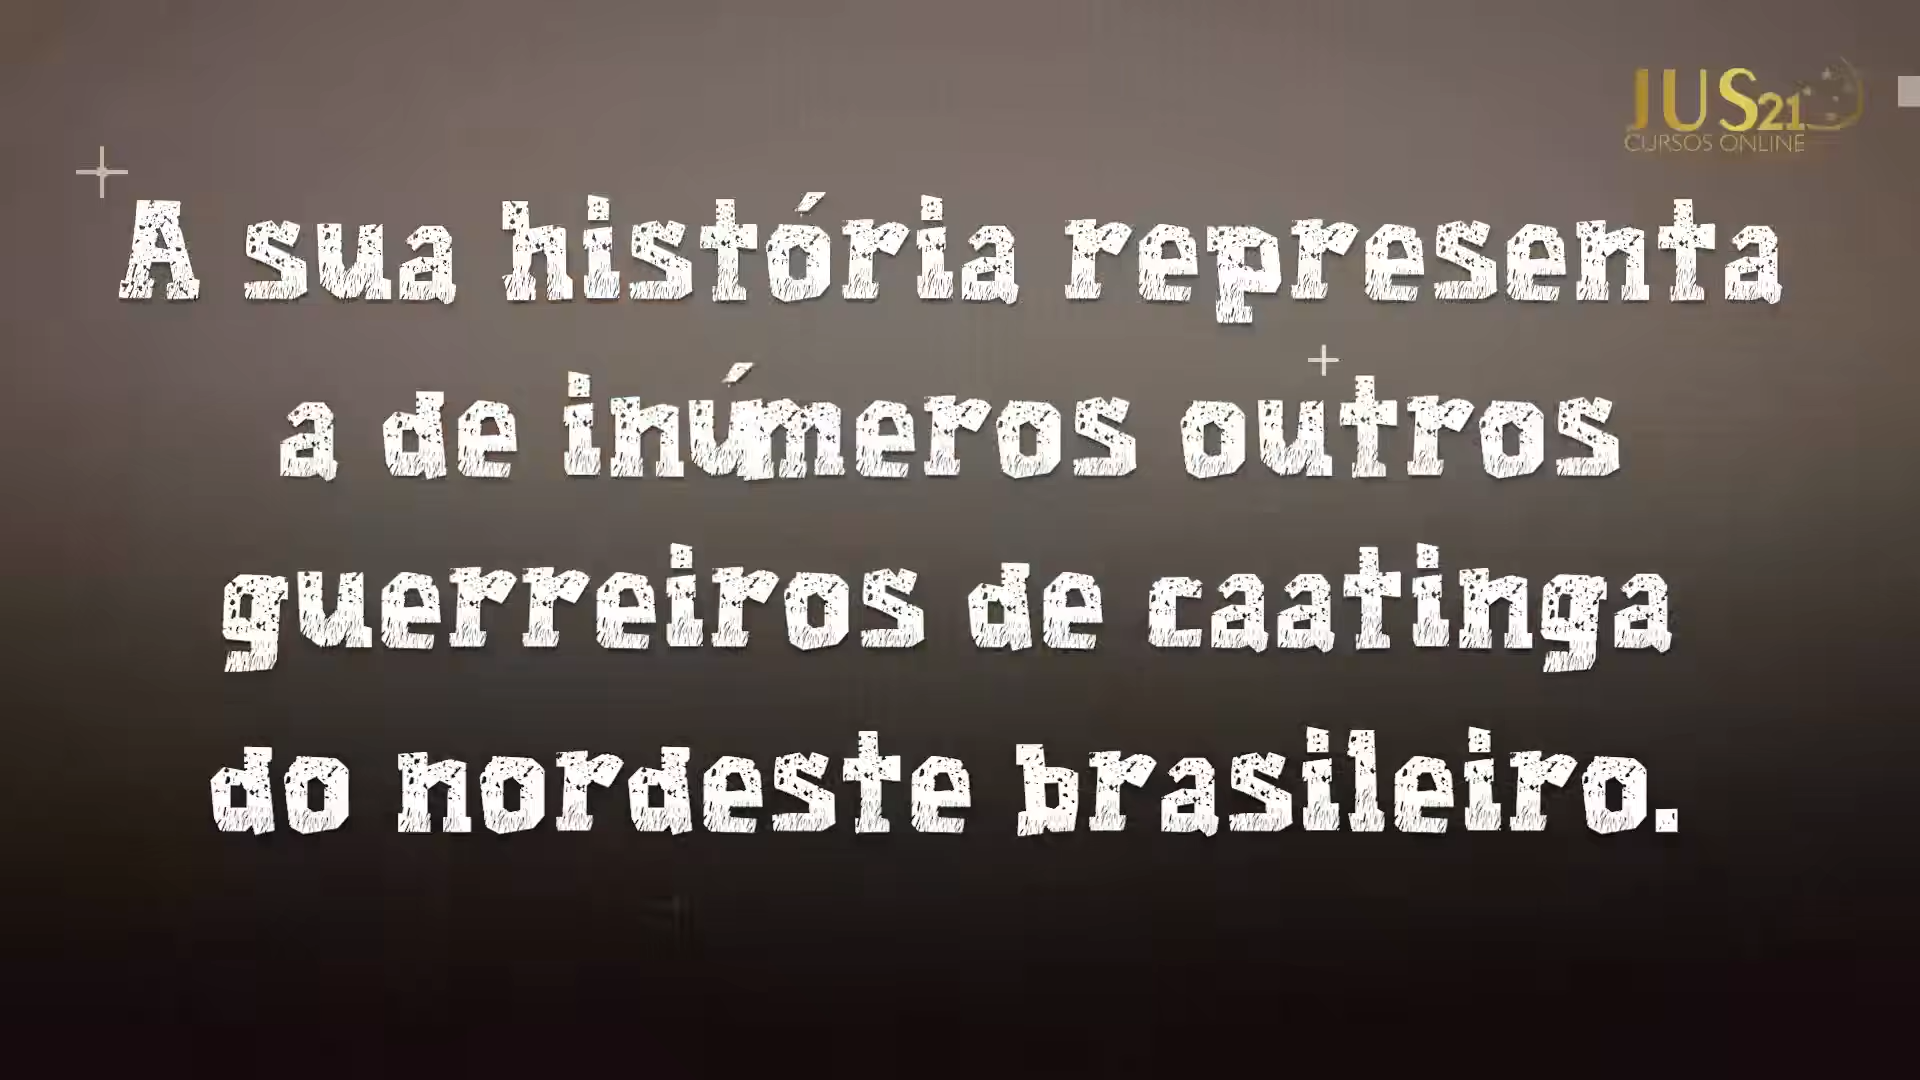 JUS21
CURSOS ONLINE
A sua história representa
a de inúmeros outros
guerreiros de caatinga
do nordeste brasileiro.